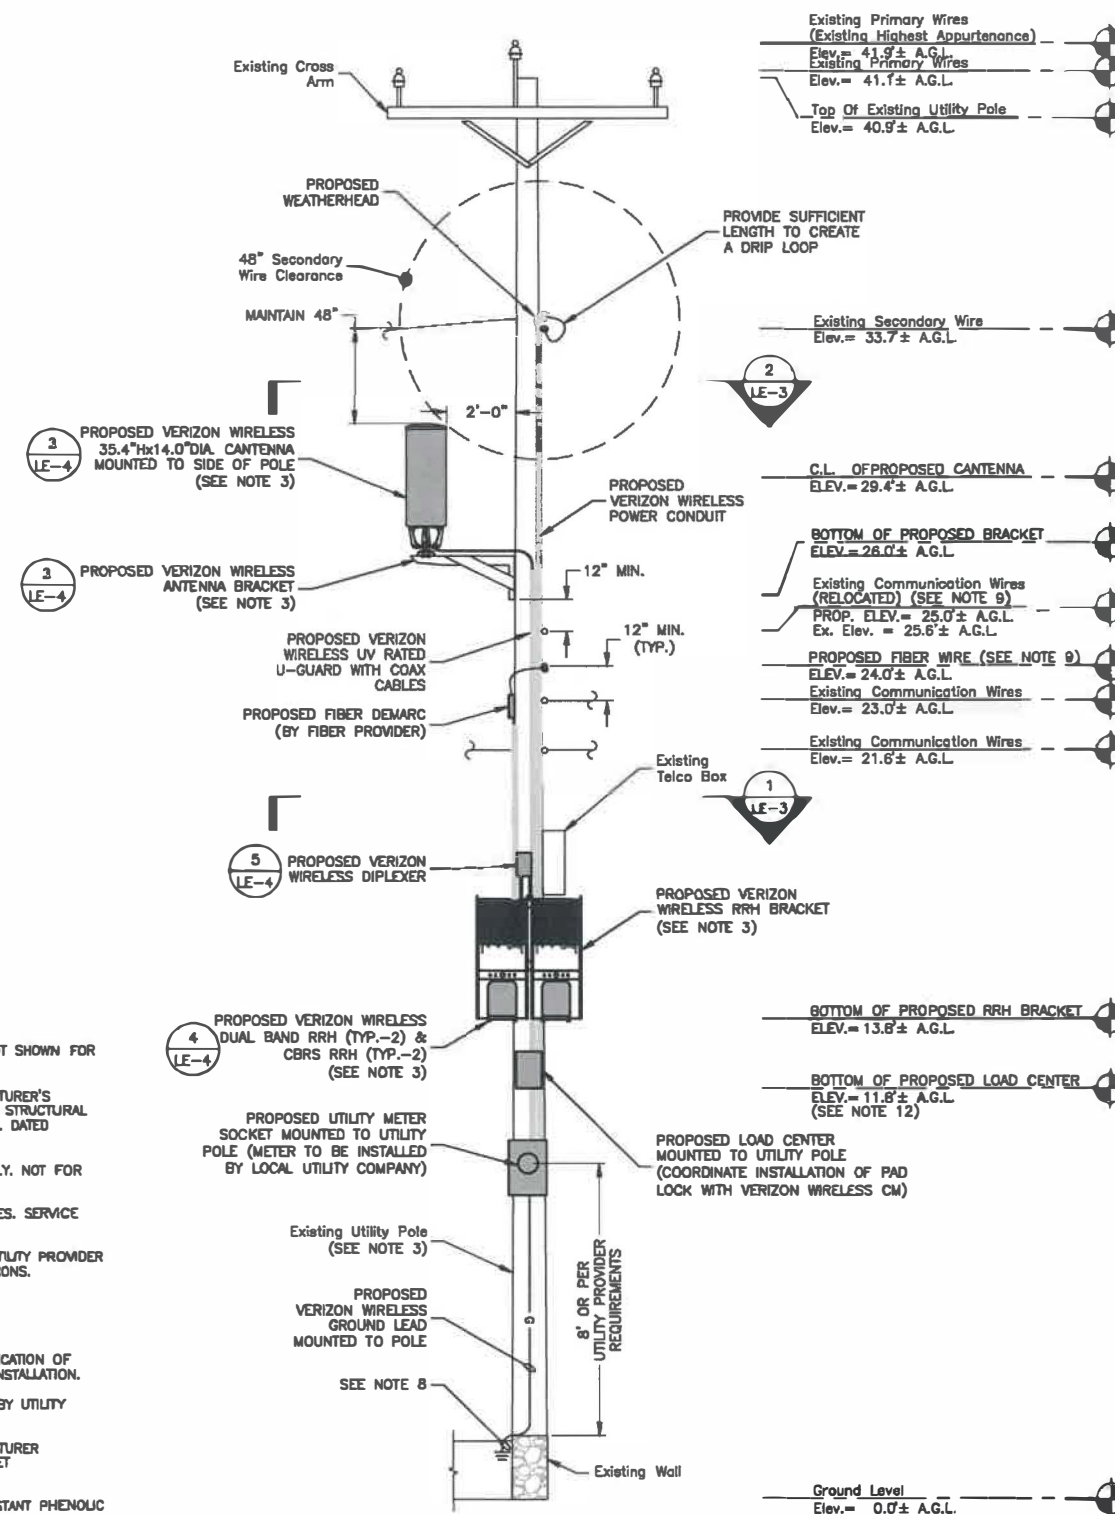 Existing Primary Wires
(Existing Highest Appurtenance)
Elev.= 41.9'± A.G.L.
Existing Primary Wires
Elev.= 41.1'± A.G.L.
Top Of Existing Utility Pole
Elev.= 40.9'± A.G.L.
Existing Cross
Arm
PROPOSED
WEATHERHEAD
PROVIDE SUFFICIENT
LENGTH TO CREATE
A DRIP LOOP
48" Secondary
Wire Clearance
MAINTAIN 48"
Existing Secondary Wire
Elev.= 33.7'± A.G.L.
2
LE-3
2'-0"
3
LE-4
PROPOSED VERIZON WIRELESS
35.4"Hx14.0"DIA. CANTENNA
MOUNTED TO SIDE OF POLE
(SEE NOTE 3)
C.L. OFPROPOSED CANTENNA
ELEV.= 29.4'± A.G.L.
PROPOSED
VERIZON WIRELESS
POWER CONDUIT
BOTTOM OF PROPOSED BRACKET
ELEV.= 26.0'± A.G.L.
3
LE-4
PROPOSED VERIZON WIRELESS
ANTENNA BRACKET
(SEE NOTE 3)
12" MIN.
Existing Communication Wires
(RELOCATED) (SEE NOTE 9)
PROP. ELEV.= 25.0'± A.G.L.
Ex. Elev. = 25.6'± A.G.L.
PROPOSED VERIZON
WIRELESS UV RATED
U-GUARD WITH COAX
CABLES
12" MIN.
(TYP.)
PROPOSED FIBER WIRE (SEE NOTE 9)
ELEV.= 24.0'± A.G.L.
Existing Communication Wires
Elev.= 23.0'± A.G.L.
PROPOSED FIBER DEMARC
(BY FIBER PROVIDER)
Existing Communication Wires
Elev.= 21.6'± A.G.L.
Existing
Telco Box
1
LE-3
5
LE-4
PROPOSED VERIZON
WIRELESS DIPLEXER
PROPOSED VERIZON
WIRELESS RRH BRACKET
(SEE NOTE 3)
4
LE-4
PROPOSED VERIZON WIRELESS
DUAL BAND RRH (TYP.-2) &
CBRS RRH (TYP.-2)
(SEE NOTE 3)
BOTTOM OF PROPOSED RRH BRACKET
ELEV.= 13.8'± A.G.L.
BOTTOM OF PROPOSED LOAD CENTER
ELEV.= 11.8'± A.G.L.
(SEE NOTE 12)
PROPOSED UTILITY METER
SOCKET MOUNTED TO UTILITY
POLE (METER TO BE INSTALLED
BY LOCAL UTILITY COMPANY)
PROPOSED LOAD CENTER
MOUNTED TO UTILITY POLE
(COORDINATE INSTALLATION OF PAD
LOCK WITH VERIZON WIRELESS CM)
Existing Utility Pole
(SEE NOTE 3)
8' OR PER
UTILITY PROVIDER
REQUIREMENTS
PROPOSED
VERIZON WIRELESS
GROUND LEAD
MOUNTED TO POLE
G
SEE NOTE 8
Existing Wall
Ground Level
Elev.= 0.0'± A.G.L.
SHOWN FOR
TURER'S
STRUCTURAL
DATED
NOT FOR
SERVICE
PROVIDER
CATION OF
NSTALLATION.
BY UTILITY
TURER
ET
STANT PHENOLIC